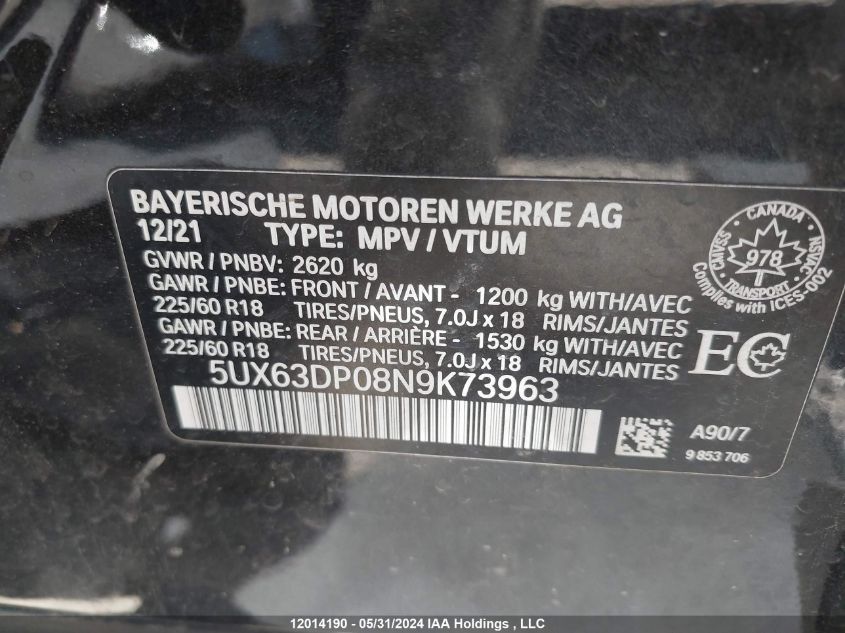 BAYERISCHE MOTOREN WERKE AG
12/21 TYPE: MPV / VTUM
GVWR / PNBV: 2620 kg
GAWR / PNBE: FRONT / AVANT - 1200 kg WITH/AVEC
225/60 R18 TIRES/PNEUS, 7.0J x 18 RIMS/JANTES
GAWR / PNBE: REAR / ARRIÈRE - 1530 kg WITH/AVEC
225/60 R18 TIRES/PNEUS, 7.0J x 18 RIMS/JANTES
5UX63DP08N9K73963
CANADA
CMVSS
978
NSVAC
TRANSPORT
Complies with ICES-002
EC
A90/7
9 853 706
12014190 - 05/31/2024 IAA Holdings , LLC